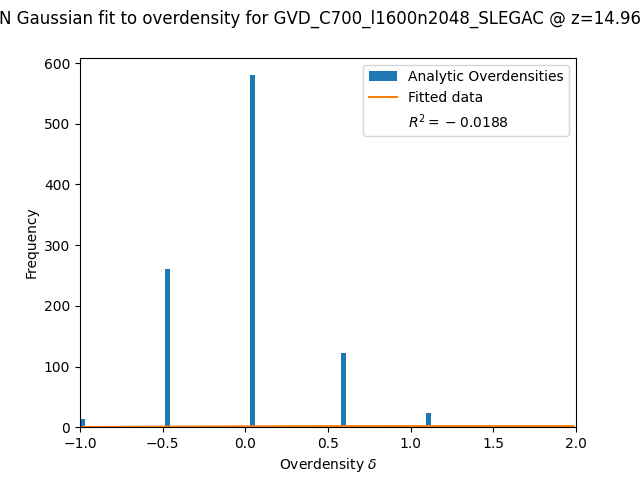 N Gaussian fit to overdensity for GVD_C700_l1600n2048_SLEGAC @ z=14.96
Analytic Overdensities
Fitted data
R² = −0.0188
Frequency
600
500
400
300
200
100
0
−1.0 −0.5 0.0 0.5 1.0 1.5 2.0
Overdensity δ